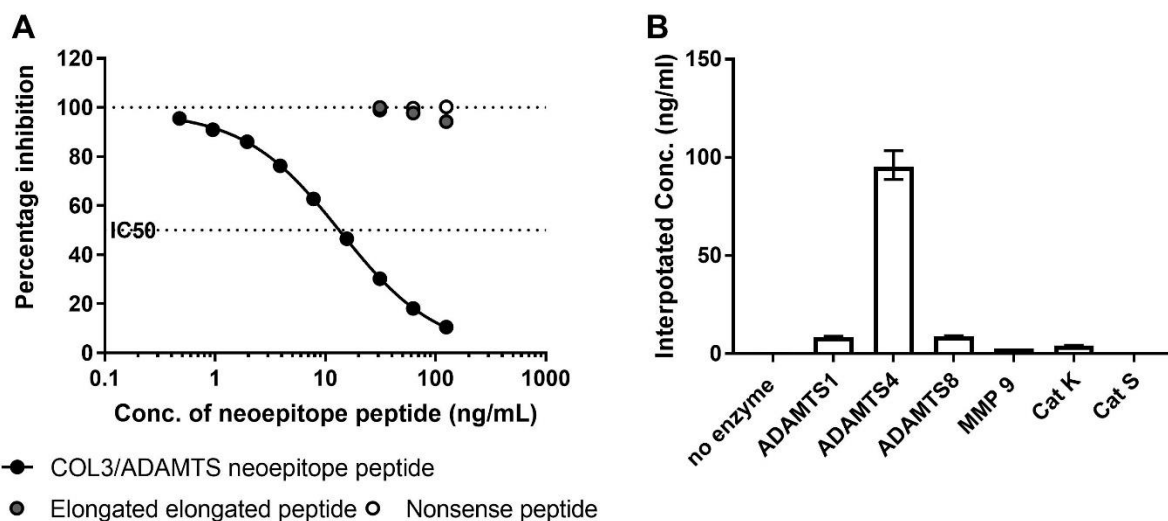 A
Percentage inhibition
120
100
80
60
40
20
0
IC50
0.1
1
10
100
1000
Conc. of neoepitope peptide (ng/mL)
COL3/ADAMTS neoepitope peptide
Elongated elongated peptide
Nonsense peptide
B
Interpotated Conc. (ng/ml)
150
100
50
0
no enzyme
ADAMTS1
ADAMTS4
ADAMTS8
MMP 9
Cat K
Cat S